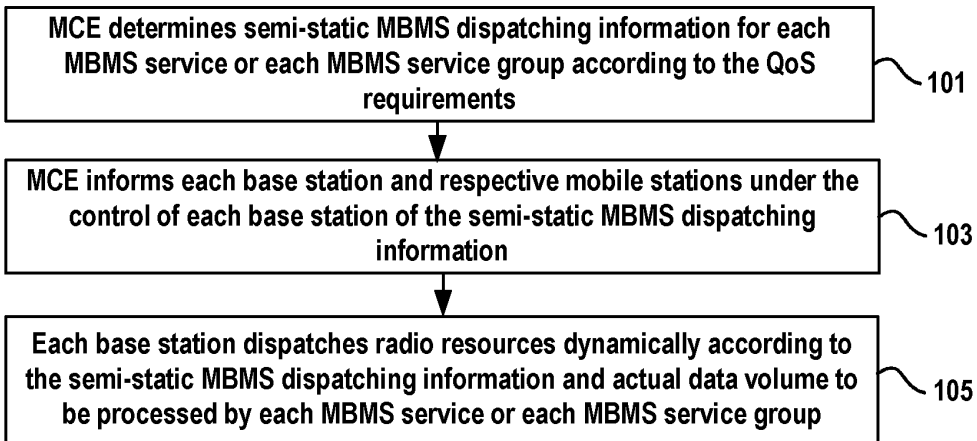 MCE determines semi-static MBMS dispatching information for each
MBMS service or each MBMS service group according to the QoS
requirements
101
MCE informs each base station and respective mobile stations under the
control of each base station of the semi-static MBMS dispatching
information
103
Each base station dispatches radio resources dynamically according to
the semi-static MBMS dispatching information and actual data volume to
be processed by each MBMS service or each MBMS service group
105